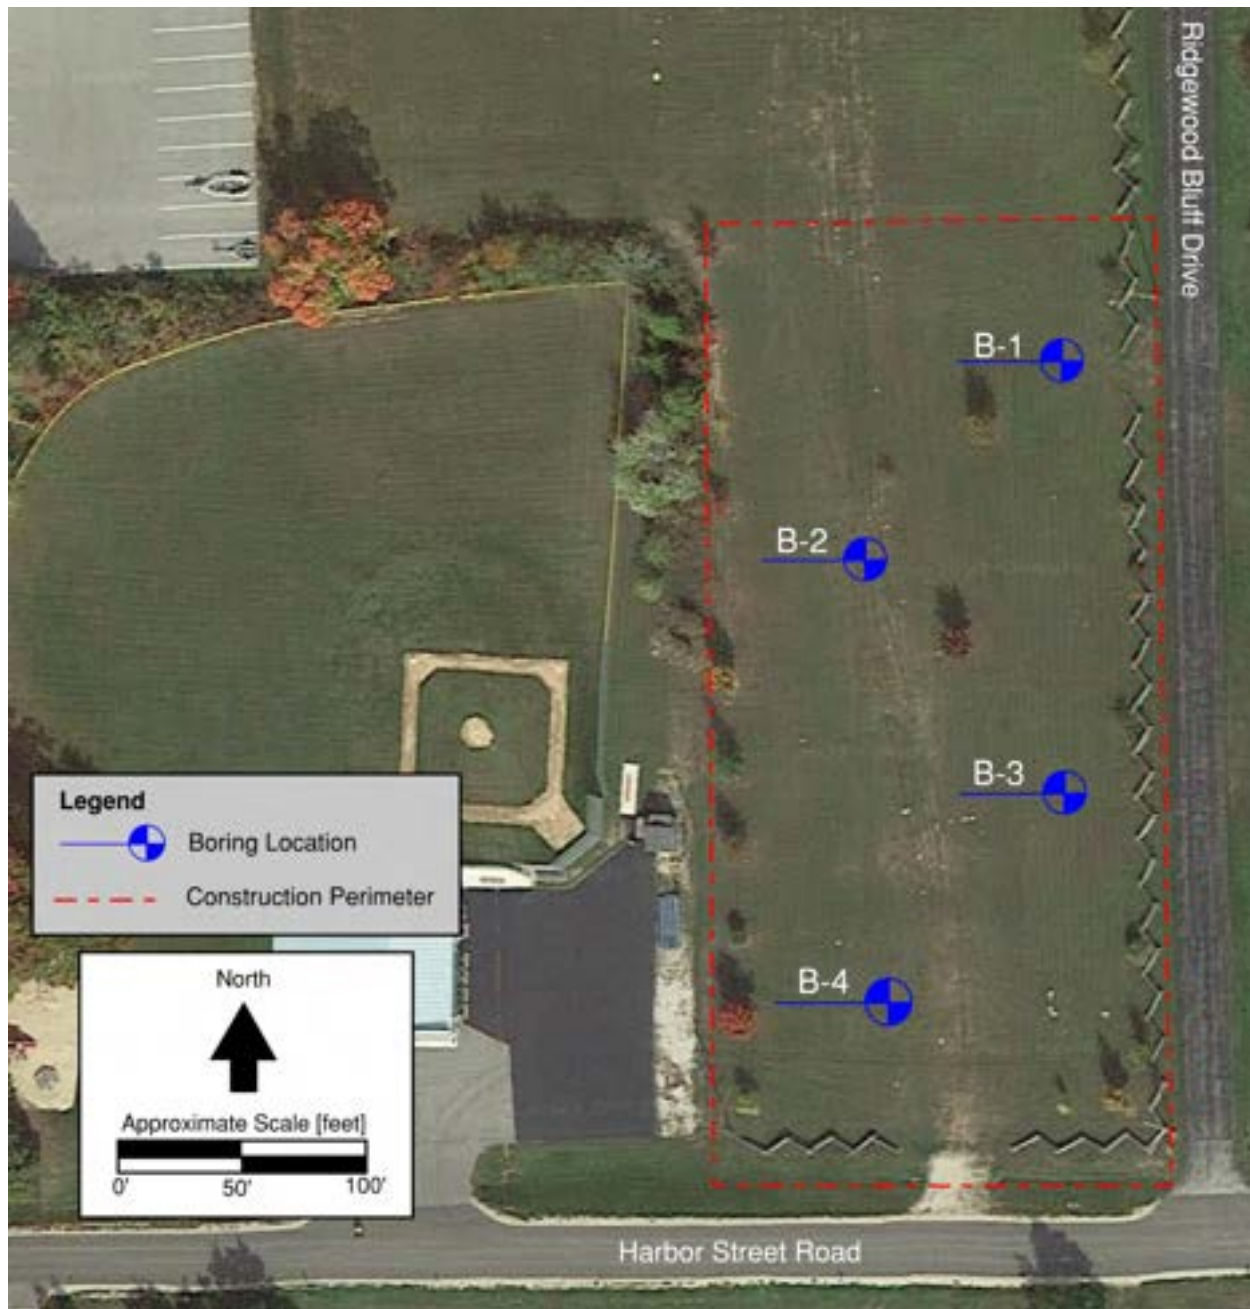 Ridgewood Bluff Drive
B-1
B-2
B-3
B-4
Legend
Boring Location
Construction Perimeter
North
Approximate Scale [feet]
0' 50' 100'
Harbor Street Road